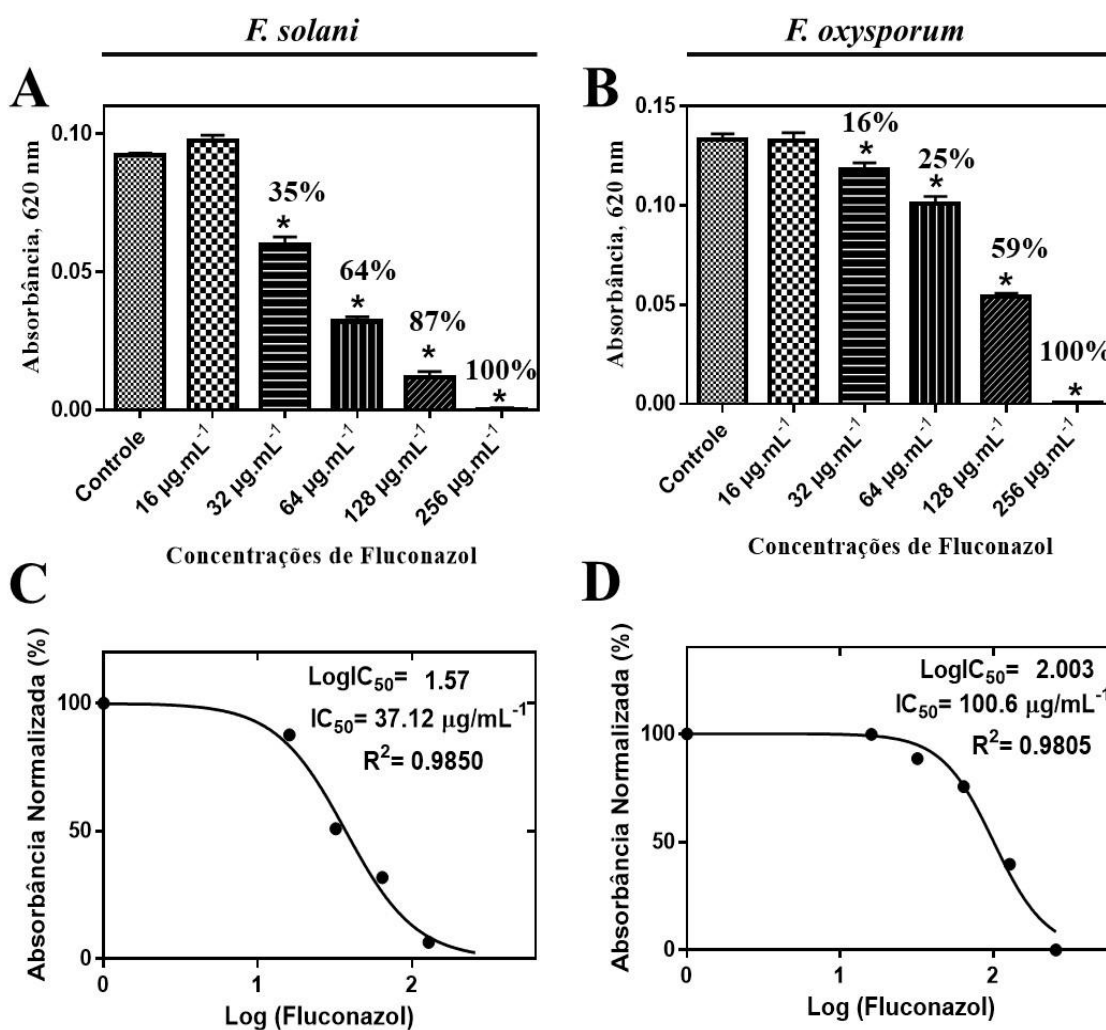 F. solani
F. oxysporum
A
Absorbância, 620 nm
0.10
0.05
0.00
35%
*
64%
*
87%
*
100%
*
Controle
16 µg.mL⁻¹
32 µg.mL⁻¹
64 µg.mL⁻¹
128 µg.mL⁻¹
256 µg.mL⁻¹
Concentrações de Fluconazol
B
Absorbância, 620 nm
0.15
0.10
0.05
0.00
16%
*
25%
*
59%
*
100%
*
Controle
16 µg.mL⁻¹
32 µg.mL⁻¹
64 µg.mL⁻¹
128 µg.mL⁻¹
256 µg.mL⁻¹
Concentrações de Fluconazol
C
Absorbância Normalizada (%)
100
50
0
LogIC₅₀= 1.57
IC₅₀= 37.12 µg/mL⁻¹
R²= 0.9850
0
1
2
Log (Fluconazol)
D
Absorbância Normalizada (%)
100
50
0
LogIC₅₀= 2.003
IC₅₀= 100.6 µg/mL⁻¹
R²= 0.9805
0
1
2
Log (Fluconazol)